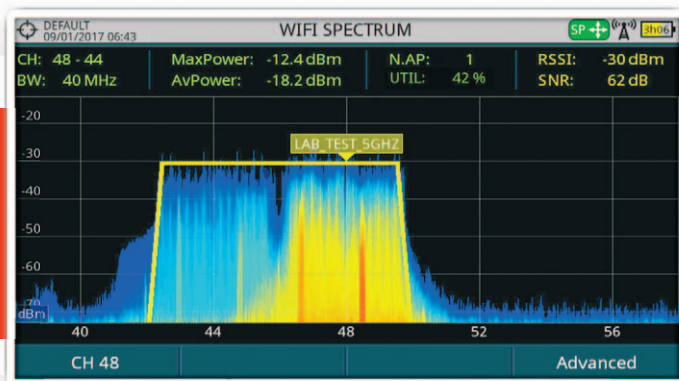 DEFAULT
09/01/2017 06:43
WIFI SPECTRUM
SP
3h06
CH: 48 - 44
MaxPower: -12.4 dBm
N.AP: 1
RSSI: -30 dBm
BW: 40 MHz
AvPower: -18.2 dBm
UTIL: 42 %
SNR: 62 dB
-20
LAB_TEST_5GHZ
-30
-40
-50
-60
-70
dBm
40 44 48 52 56
CH 48
Advanced